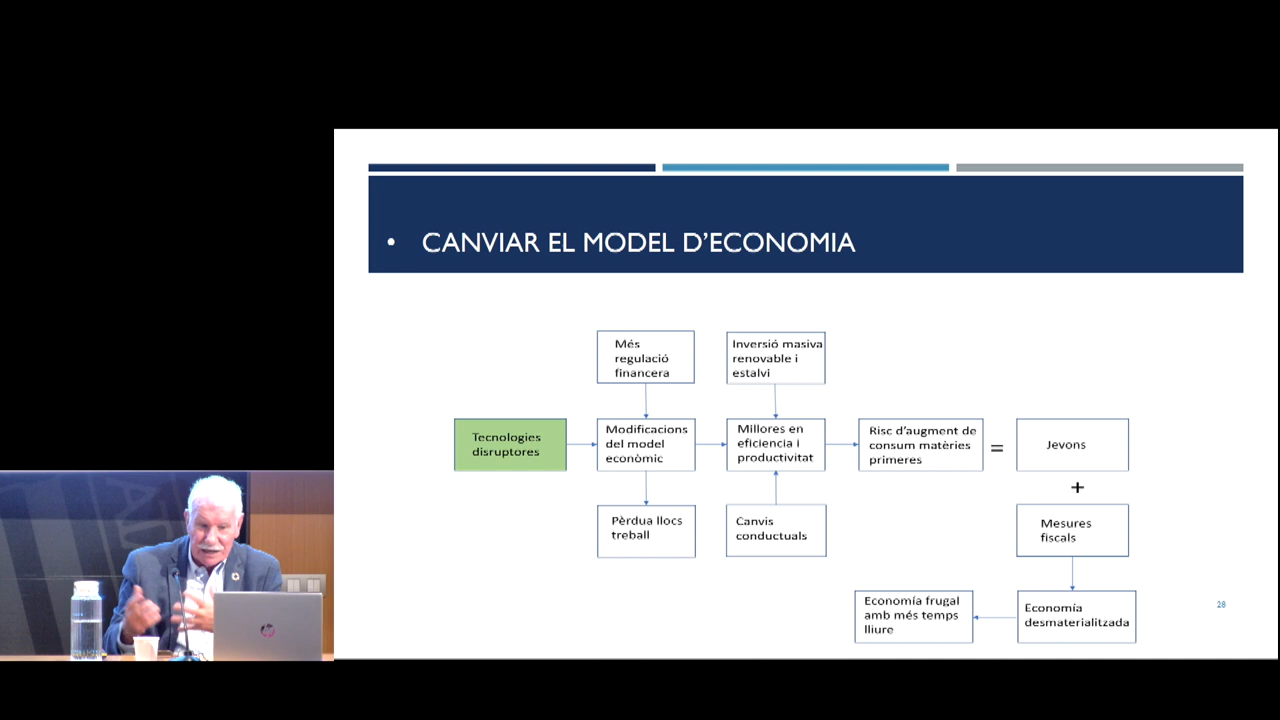 • CANVIAR EL MODEL D'ECONOMIA
Més
regulació
financera
Inversió masiva
renovable i
estalvi
Tecnologies
disruptores
Modificacions
del model
econòmic
Millores en
eficiencia i
productivitat
Risc d'augment de
consum matèries
primeres
=
Jevons
+
Pèrdua llocs
treball
Canvis
conductuals
Mesures
fiscals
Economía frugal
amb més temps
lliure
Economía
desmaterialitzada
28
hp